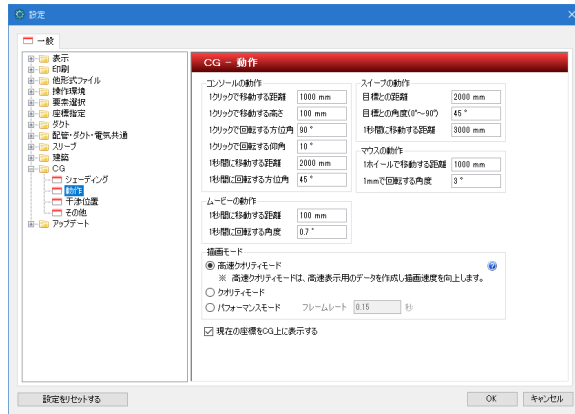 設定
一般
表示
印刷
他形式ファイル
操作環境
要素選択
座標指定
ダクト
配管・ダクト・電気共通
スリーブ
建築
CG
シェーディング
動作
干渉位置
その他
アップデート
CG - 動作
コンソールの動作
1クリックで移動する距離 1000 mm
1クリックで移動する高さ 100 mm
1クリックで回転する方位角 90 °
1クリックで回転する仰角 10 °
1秒間に移動する距離 2000 mm
1秒間に回転する方位角 45 °
スイープの動作
目標との距離 2000 mm
目標との角度(0°~90°) 45 °
1秒間に移動する距離 3000 mm
マウスの動作
1ホイールで移動する距離 1000 mm
1mmで回転する角度 3 °
ムービーの動作
1秒間に移動する距離 100 mm
1秒間に回転する角度 0.7 °
描画モード
高速クオリティモード
※ 高速クオリティモードは、高速表示用のデータを作成し描画速度を向上します。
クオリティモード
パフォーマンスモード フレームレート 0.15 秒
現在の座標をCG上に表示する
設定をリセットする
OK
キャンセル